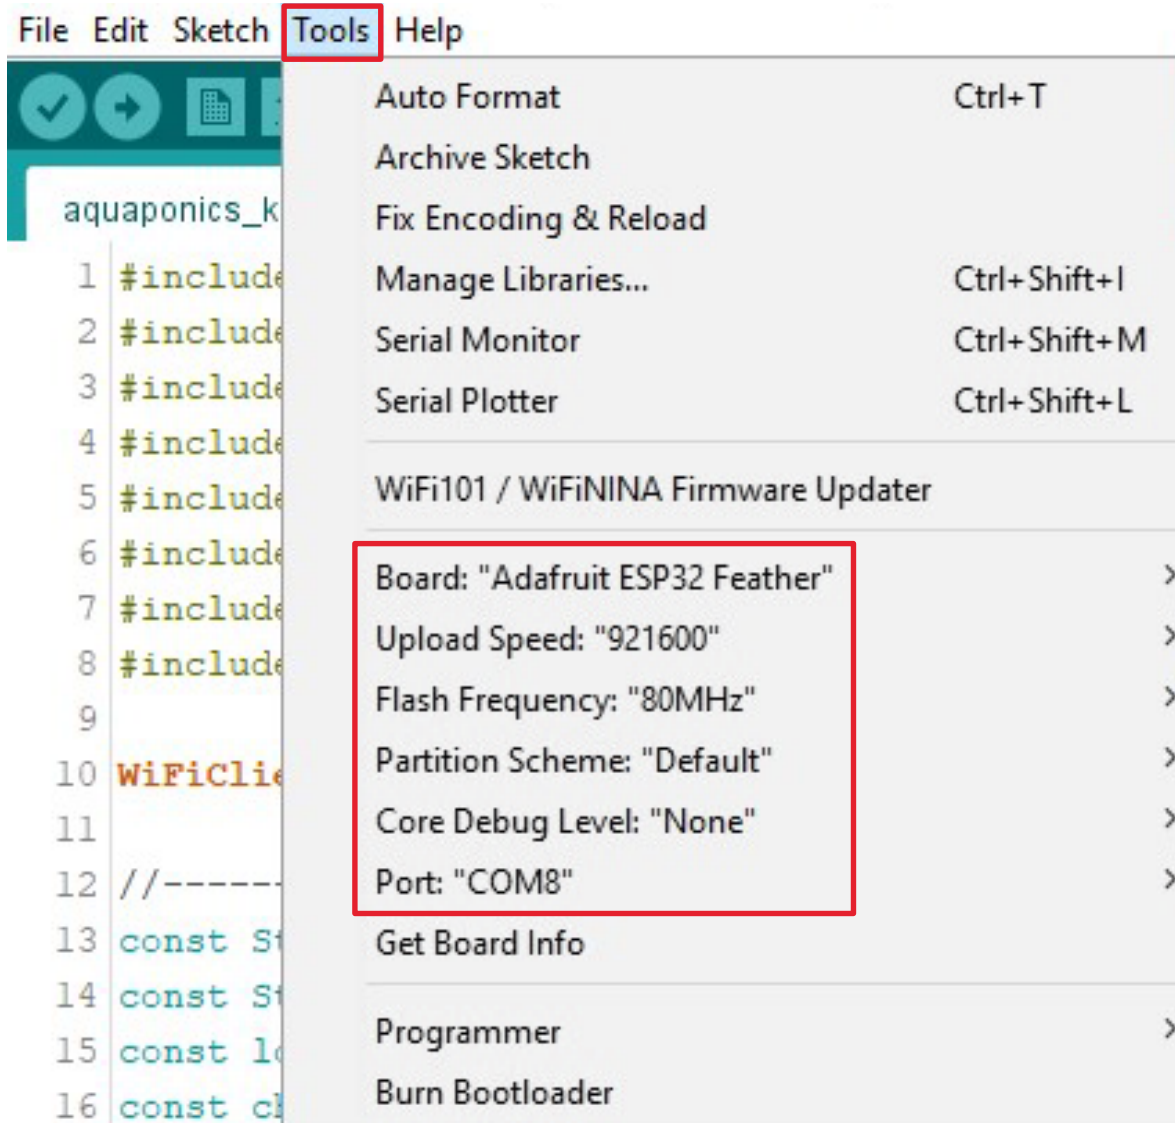 File Edit Sketch Tools Help
Auto Format Ctrl+T
Archive Sketch
Fix Encoding & Reload
Manage Libraries... Ctrl+Shift+I
Serial Monitor Ctrl+Shift+M
Serial Plotter Ctrl+Shift+L
WiFi101 / WiFiNINA Firmware Updater
Board: "Adafruit ESP32 Feather"
Upload Speed: "921600"
Flash Frequency: "80MHz"
Partition Scheme: "Default"
Core Debug Level: "None"
Port: "COM8"
Get Board Info
Programmer
Burn Bootloader
aquaponics_k
1 #include
2 #include
3 #include
4 #include
5 #include
6 #include
7 #include
8 #include
9
10 WiFiClie
11
12 //------
13 const St
14 const St
15 const lo
16 const ch